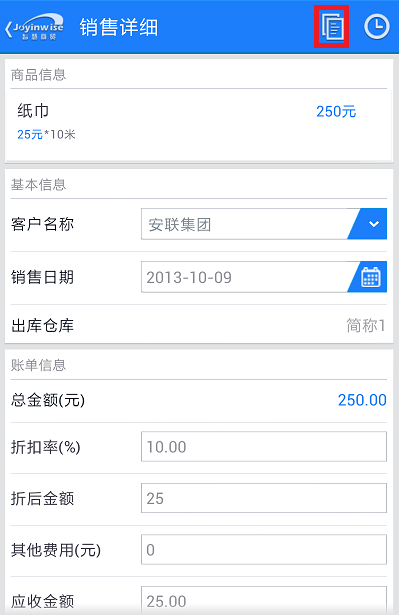 Joyinwise
智慧商贸
销售详细
商品信息
纸巾
250元
25元*10米
基本信息
客户名称
安联集团
销售日期
2013-10-09
出库仓库
简称1
账单信息
总金额(元)
250.00
折扣率(%)
10.00
折后金额
25
其他费用(元)
0
应收金额
25.00